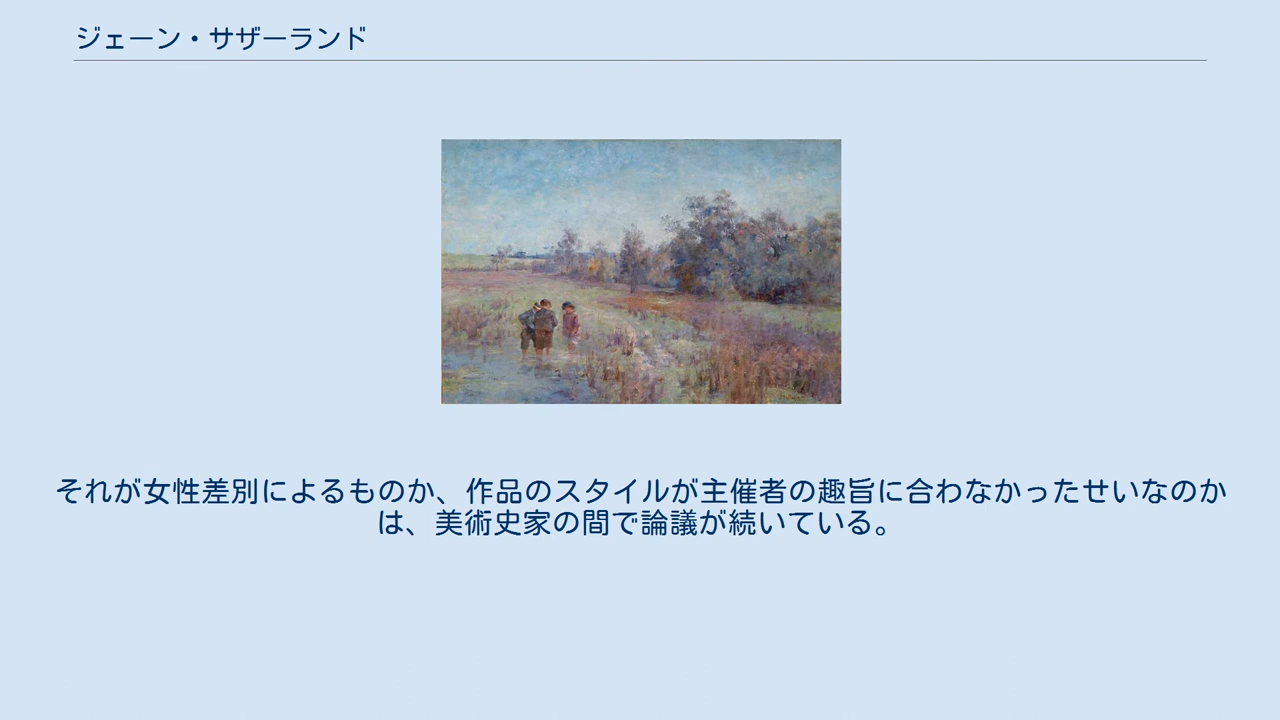 ジェーン・サザーランド
それが女性差別によるものか、作品のスタイルが主催者の趣旨に合わなかったせいなのか
は、美術史家の間で論議が続いている。